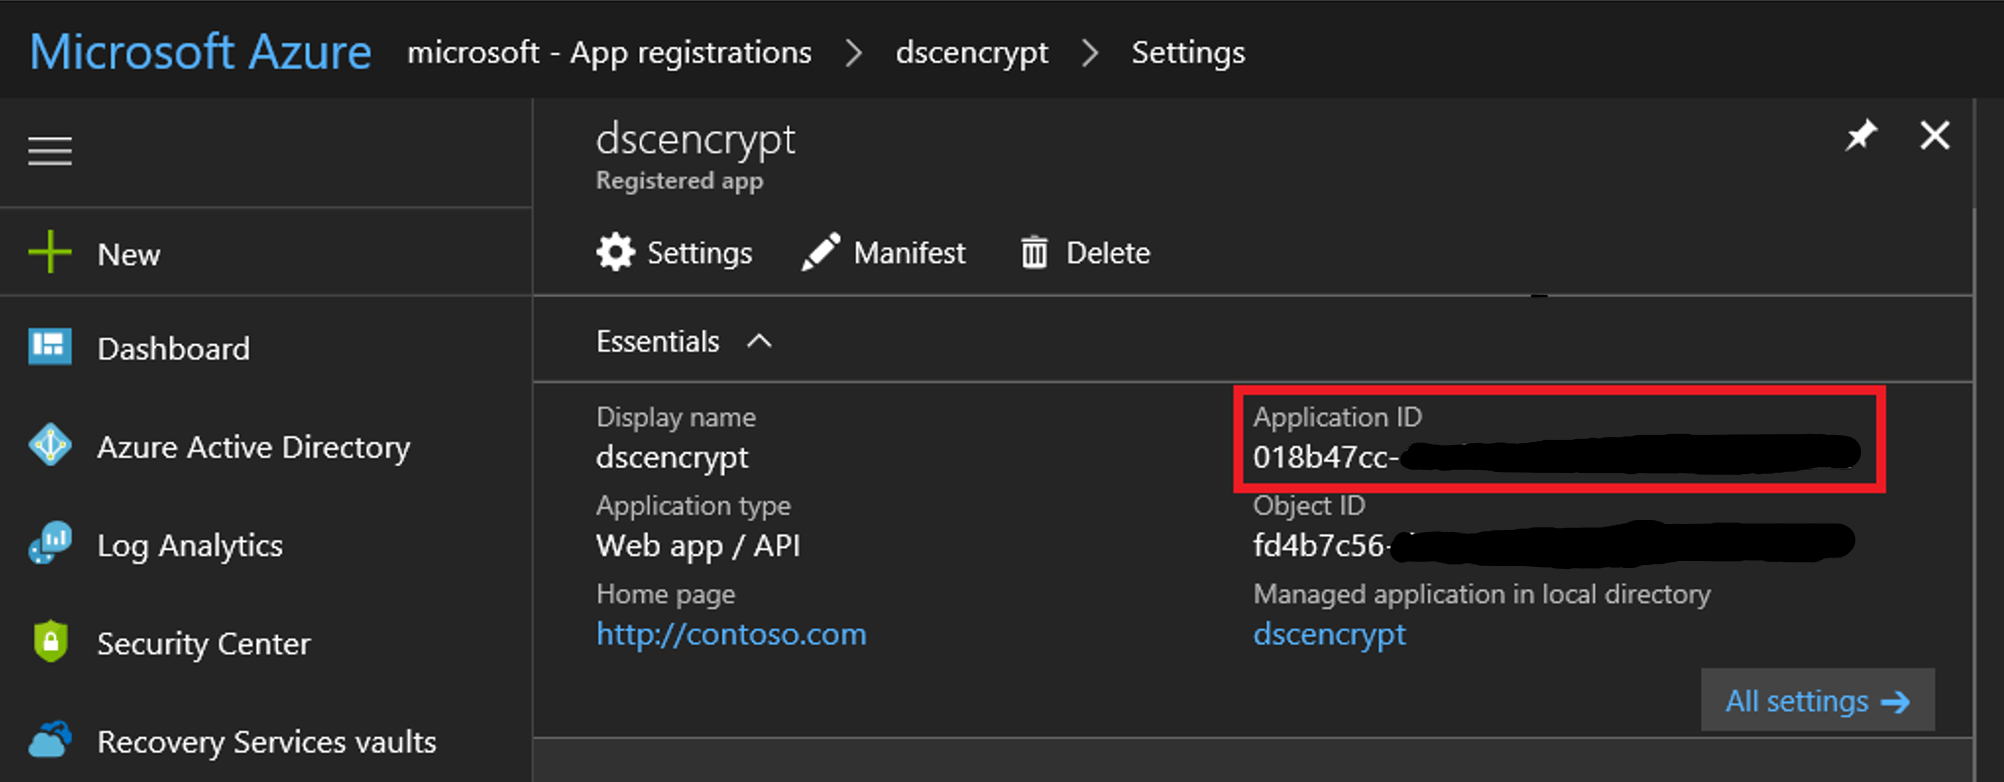 Microsoft Azure microsoft - App registrations > dscencrypt > Settings
dscencrypt
Registered app
Settings Manifest Delete
New
Essentials
Dashboard
Azure Active Directory
Log Analytics
Security Center
Recovery Services vaults
Display name
dscencrypt
Application type
Web app / API
Home page
http://contoso.com
Application ID
018b47cc-
Object ID
fd4b7c56-
Managed application in local directory
dscencrypt
All settings →